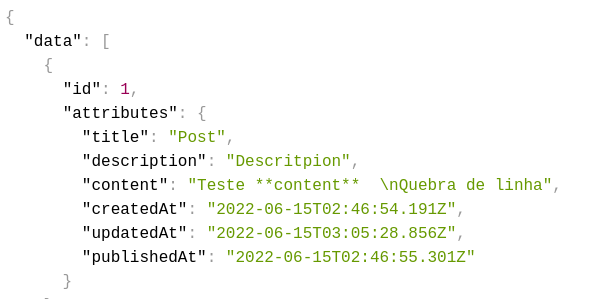 {
  "data": [
    {
      "id": 1,
      "attributes": {
        "title": "Post",
        "description": "Descritpion",
        "content": "Teste **content**  \nQuebra de linha",
        "createdAt": "2022-06-15T02:46:54.191Z",
        "updatedAt": "2022-06-15T03:05:28.856Z",
        "publishedAt": "2022-06-15T02:46:55.301Z"
      }